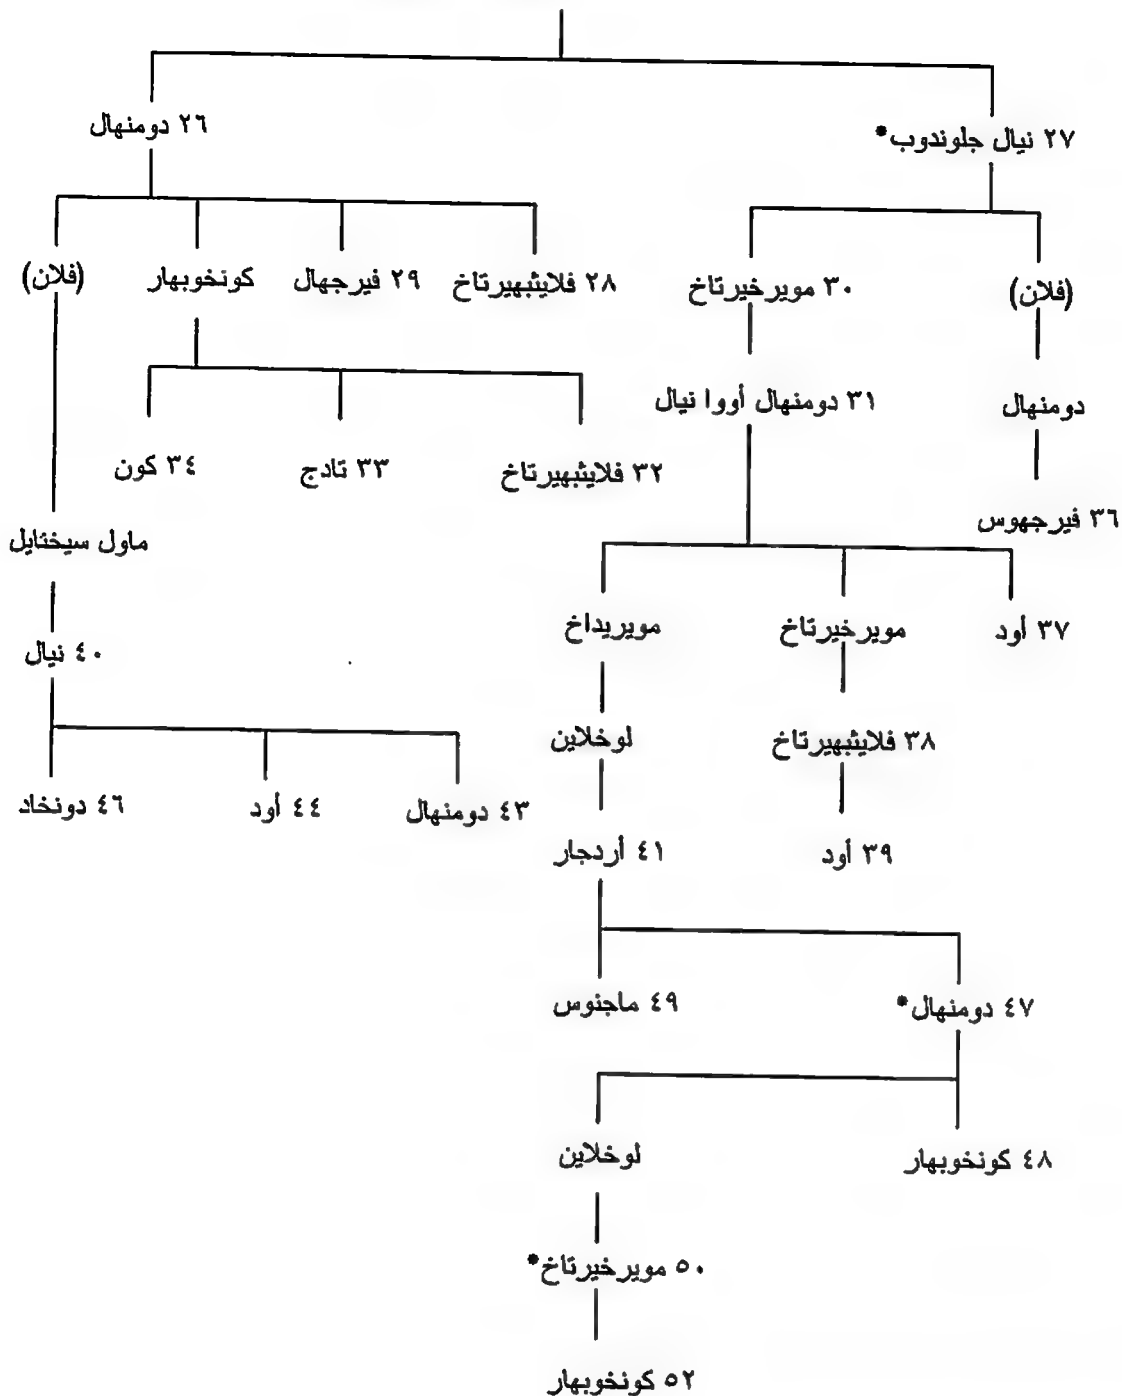 ٢٧ نيال جلوندوب*
٢٦ دومنهال
(فلان)
٣٠ مويرخيرتاخ
٢٨ فلايثبهيرتاخ
٢٩ فيرجهال
كونخوبهار
(فلان)
دومنهال
٣١ دومنهال أووا نيال
٣٢ فلايثبهيرتاخ
٣٣ تادج
٣٤ كون
٣٦ فيرجهوس
ماول سيختايل
٣٧ أود
مويرخيرتاخ
مويريداخ
٤٠ نيال
٣٨ فلايثبهيرتاخ
لوخلاين
٤٣ دومنهال
٤٤ أود
٤٦ دونخاد
٣٩ أود
٤١ أردجار
٤٧ دومنهال*
٤٩ ماجنوس
٤٨ كونخوبهار
لوخلاين
٥٠ مويرخيرتاخ*
٥٢ كونخوبهار